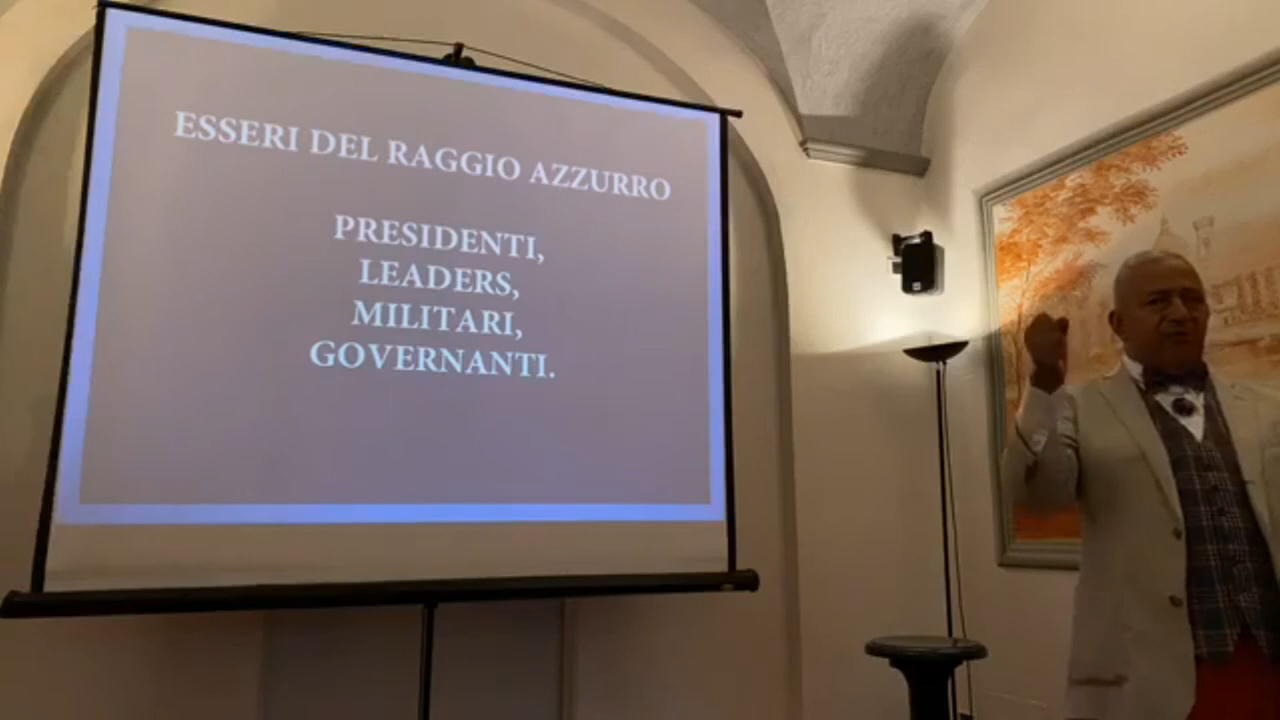 ESSERI DEL RAGGIO AZZURRO
PRESIDENTI,
LEADERS,
MILITARI,
GOVERNANTI.